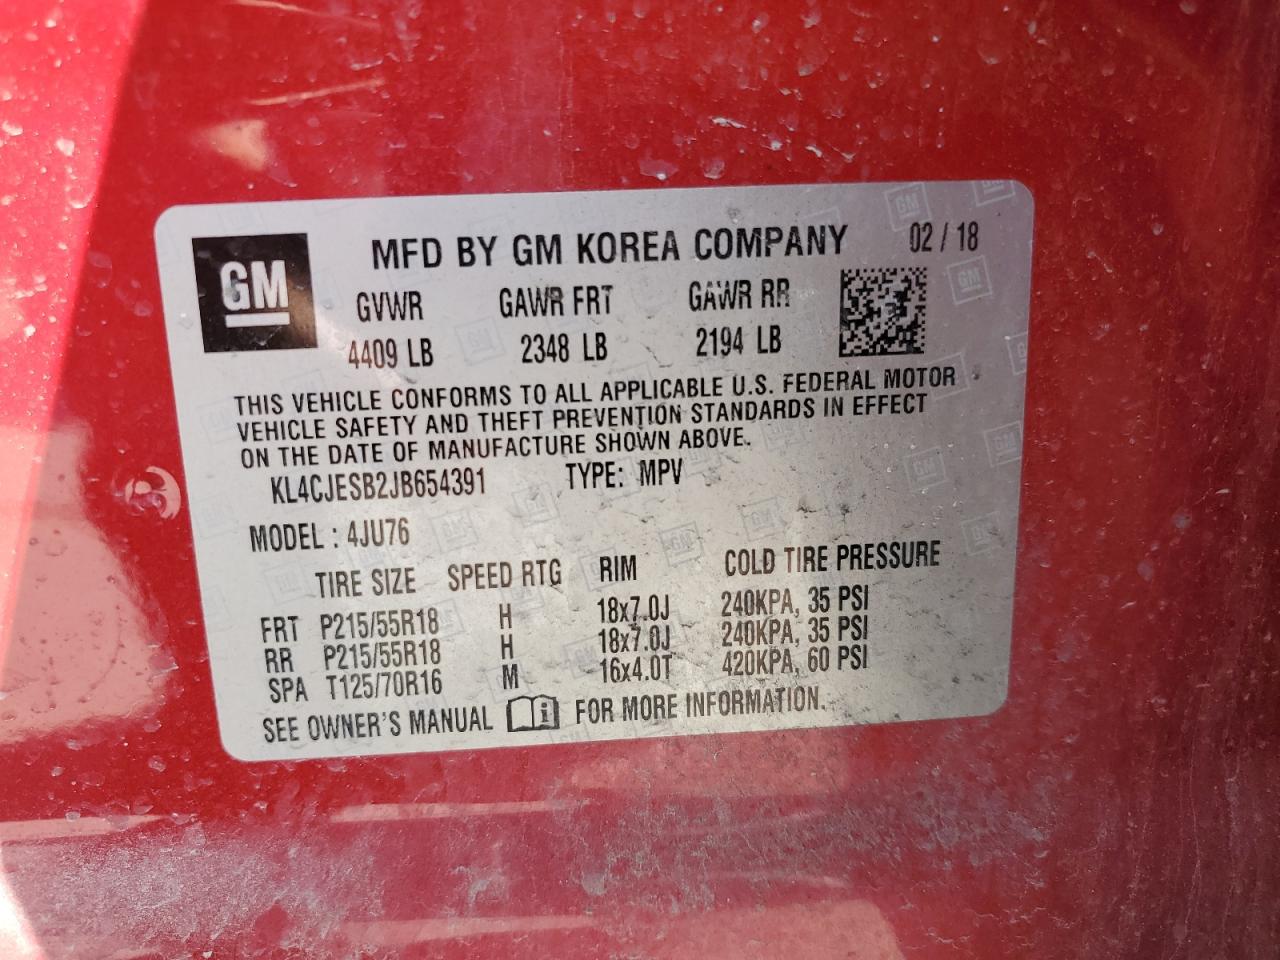 GM MFD BY GM KOREA COMPANY 02 / 18
GVWR GAWR FRT GAWR RR
4409 LB 2348 LB 2194 LB
THIS VEHICLE CONFORMS TO ALL APPLICABLE U.S. FEDERAL MOTOR
VEHICLE SAFETY AND THEFT PREVENTION STANDARDS IN EFFECT
ON THE DATE OF MANUFACTURE SHOWN ABOVE.
KL4CJESB2JB654391 TYPE: MPV
MODEL : 4JU76
TIRE SIZE SPEED RTG RIM COLD TIRE PRESSURE
FRT P215/55R18 H 18x7.0J 240KPA, 35 PSI
RR P215/55R18 H 18x7.0J 240KPA, 35 PSI
SPA T125/70R16 M 16x4.0T 420KPA, 60 PSI
SEE OWNER'S MANUAL i FOR MORE INFORMATION.